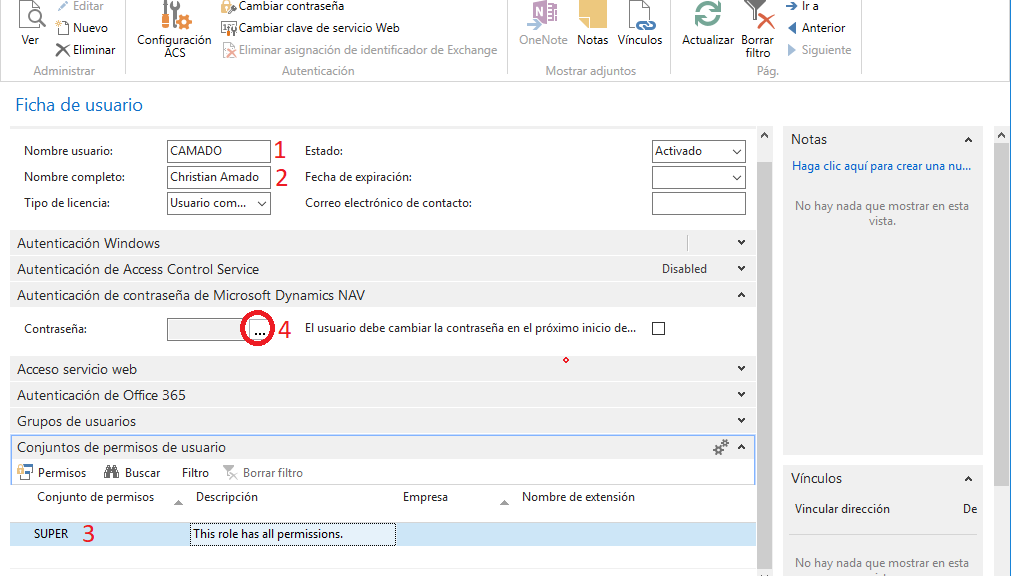 Ver
Editar
Nuevo
Eliminar
Administrar
Configuración
ACS
Cambiar contraseña
Cambiar clave de servicio Web
Eliminar asignación de identificador de Exchange
Autenticación
OneNote
Notas
Vínculos
Mostrar adjuntos
Actualizar
Borrar
filtro
Ir a
Anterior
Siguiente
Pág.
Ficha de usuario
Nombre usuario: CAMADO 1 Estado: Activado
Nombre completo: Christian Amado 2 Fecha de expiración:
Tipo de licencia: Usuario com... Correo electrónico de contacto:
Autenticación Windows
Autenticación de Access Control Service Disabled
Autenticación de contraseña de Microsoft Dynamics NAV
Contraseña: ... 4 El usuario debe cambiar la contraseña en el próximo inicio de...
Acceso servicio web
Autenticación de Office 365
Grupos de usuarios
Conjuntos de permisos de usuario
Permisos Buscar Filtro Borrar filtro
Conjunto de permisos Descripción Empresa Nombre de extensión
SUPER 3 This role has all permissions.
Notas
Haga clic aquí para crear una nu...
No hay nada que mostrar en esta
vista.
Vínculos
Vincular dirección De
No hay nada que mostrar en esta